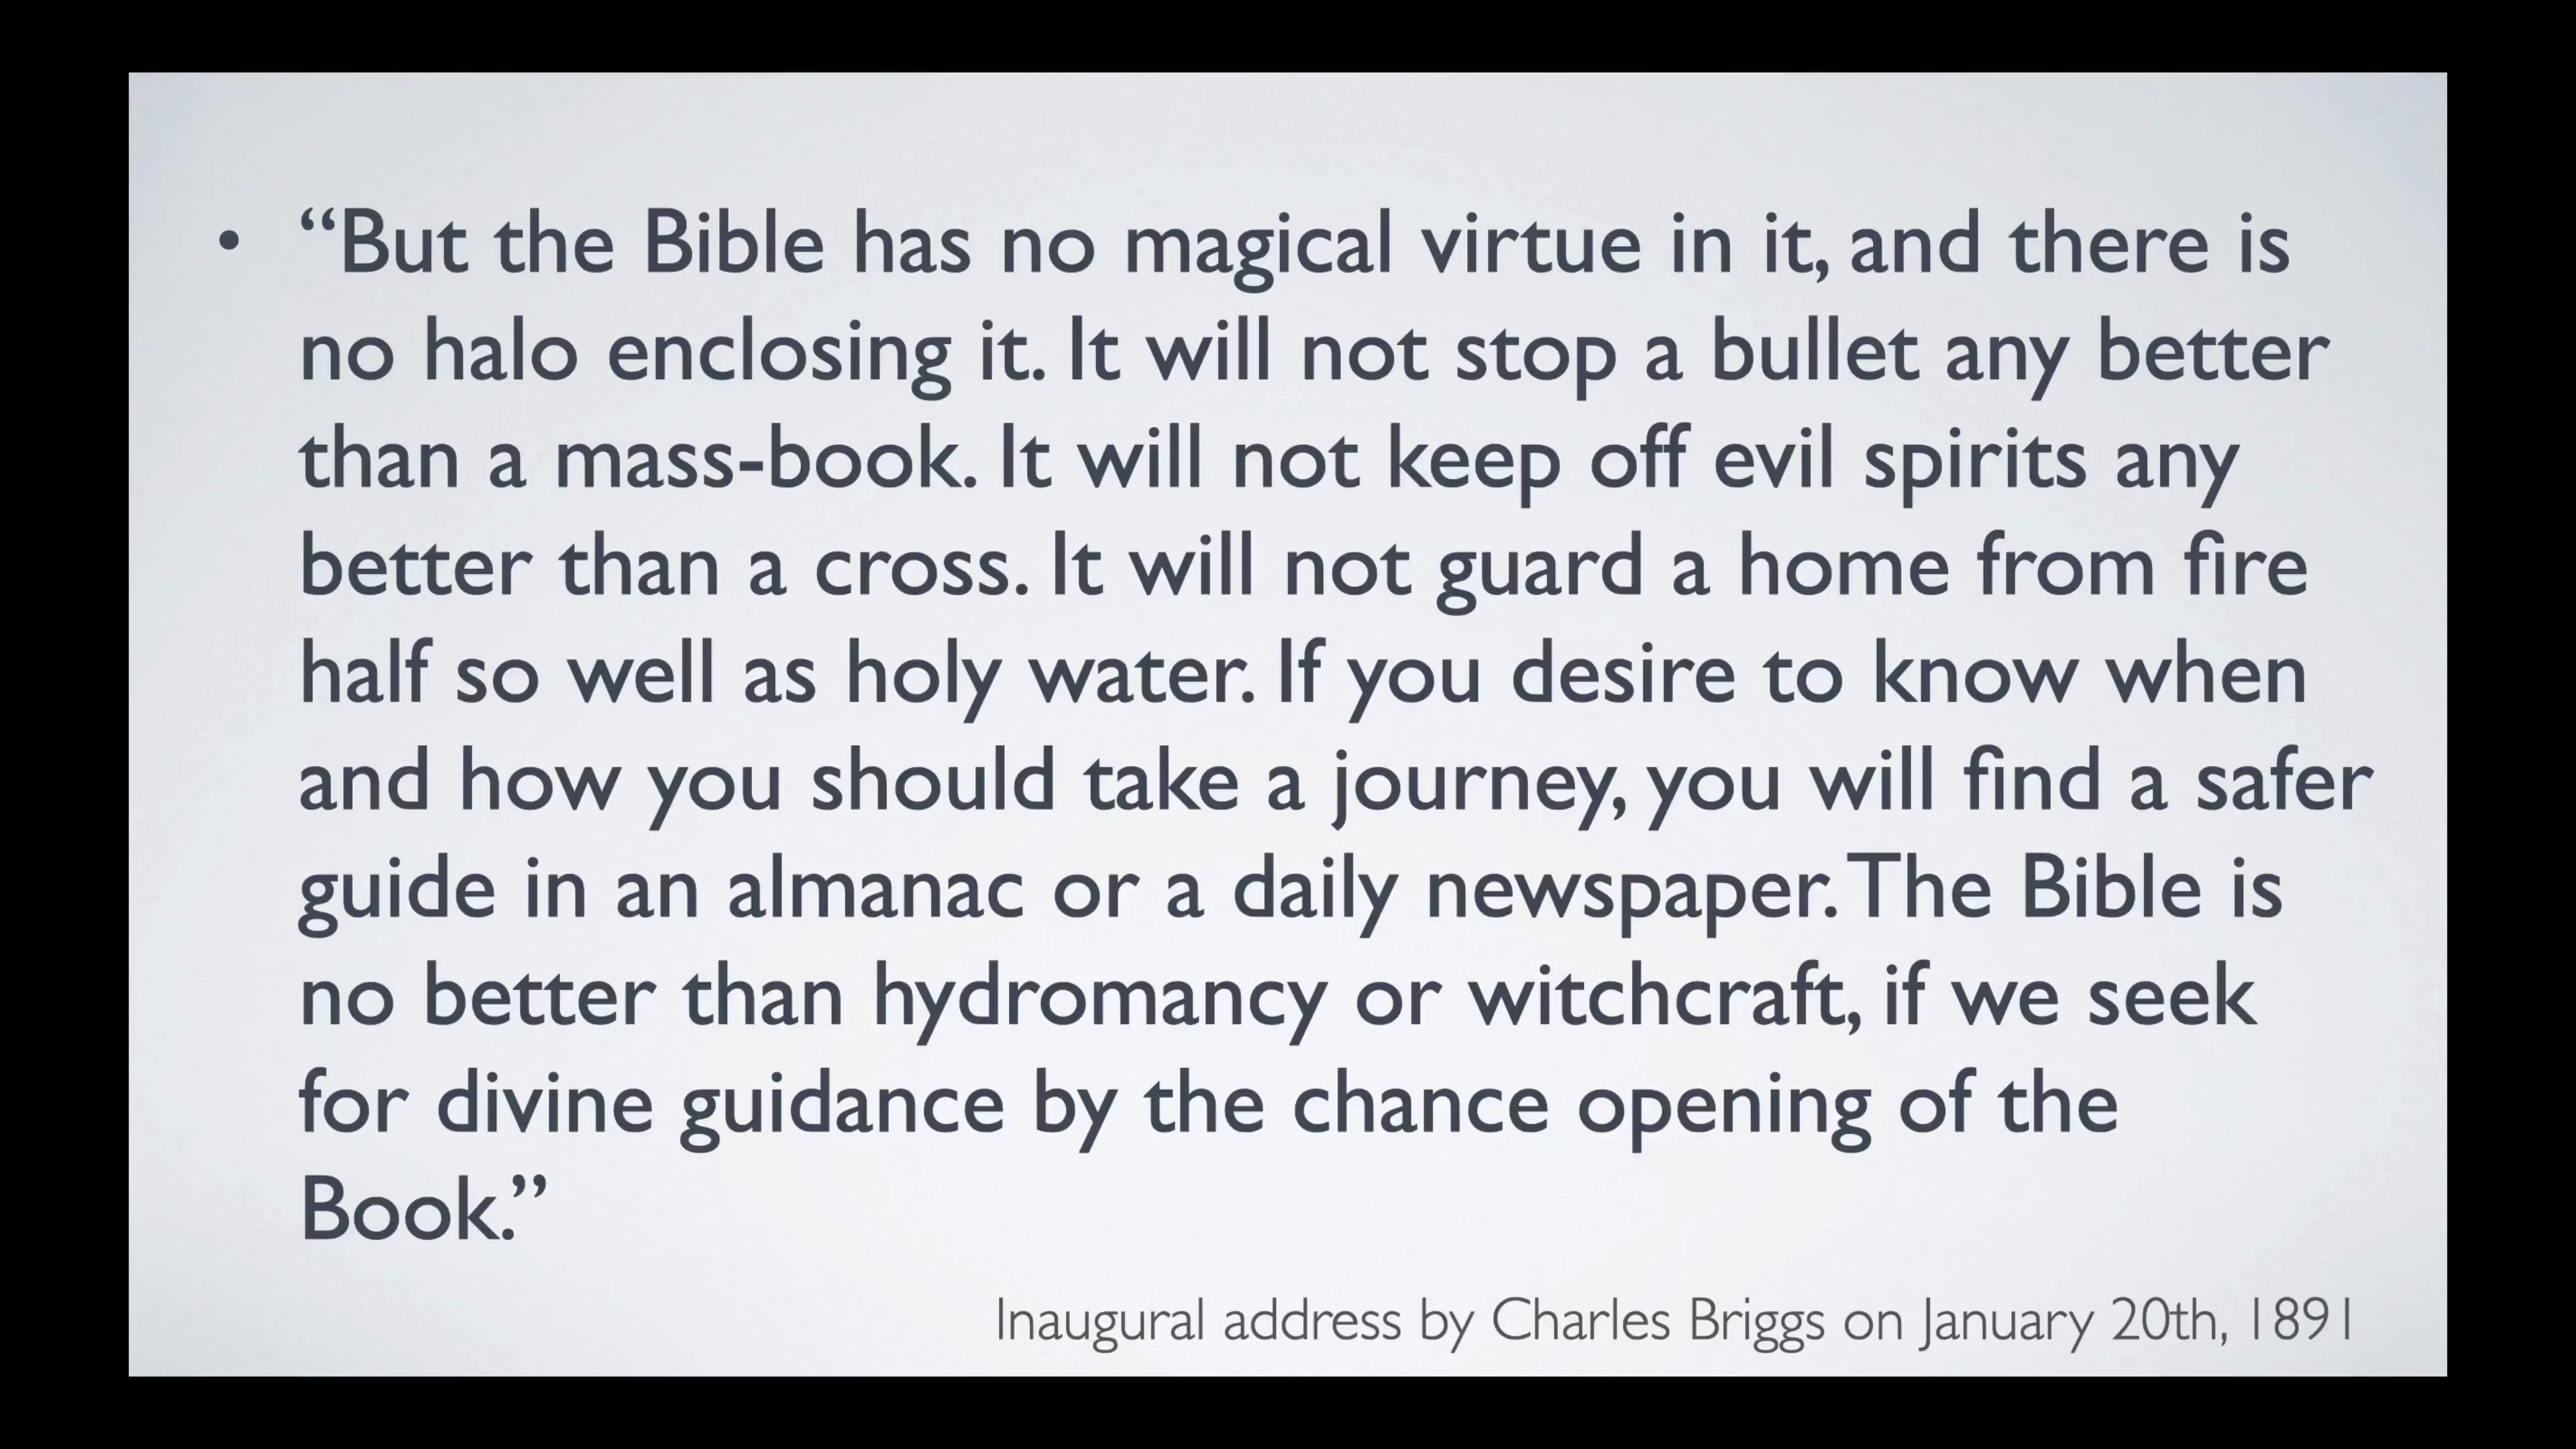 • “But the Bible has no magical virtue in it, and there is
no halo enclosing it. It will not stop a bullet any better
than a mass-book. It will not keep off evil spirits any
better than a cross. It will not guard a home from fire
half so well as holy water. If you desire to know when
and how you should take a journey, you will find a safer
guide in an almanac or a daily newspaper. The Bible is
no better than hydromancy or witchcraft, if we seek
for divine guidance by the chance opening of the
Book.”
Inaugural address by Charles Briggs on January 20th, 1891